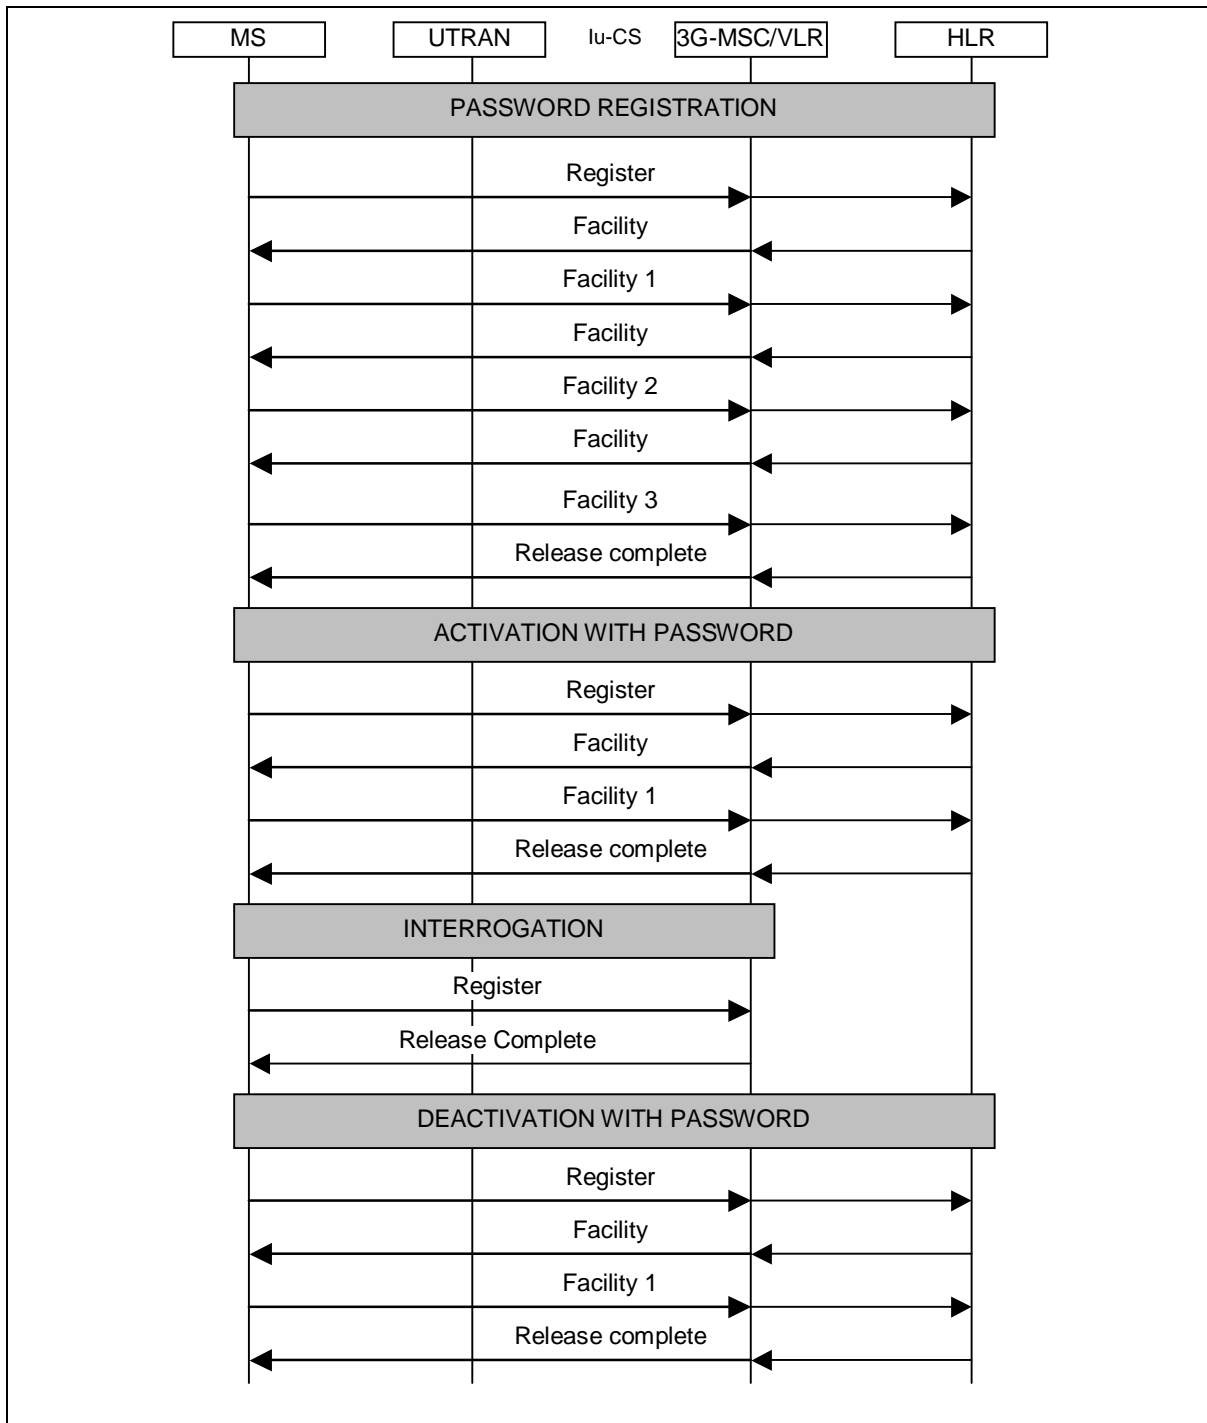 MS UTRAN Iu-CS 3G-MSC/VLR HLR
PASSWORD REGISTRATION
Register
Facility
Facility 1
Facility
Facility 2
Facility
Facility 3
Release complete
ACTIVATION WITH PASSWORD
Register
Facility
Facility 1
Release complete
INTERROGATION
Register
Release Complete
DEACTIVATION WITH PASSWORD
Register
Facility
Facility 1
Release complete